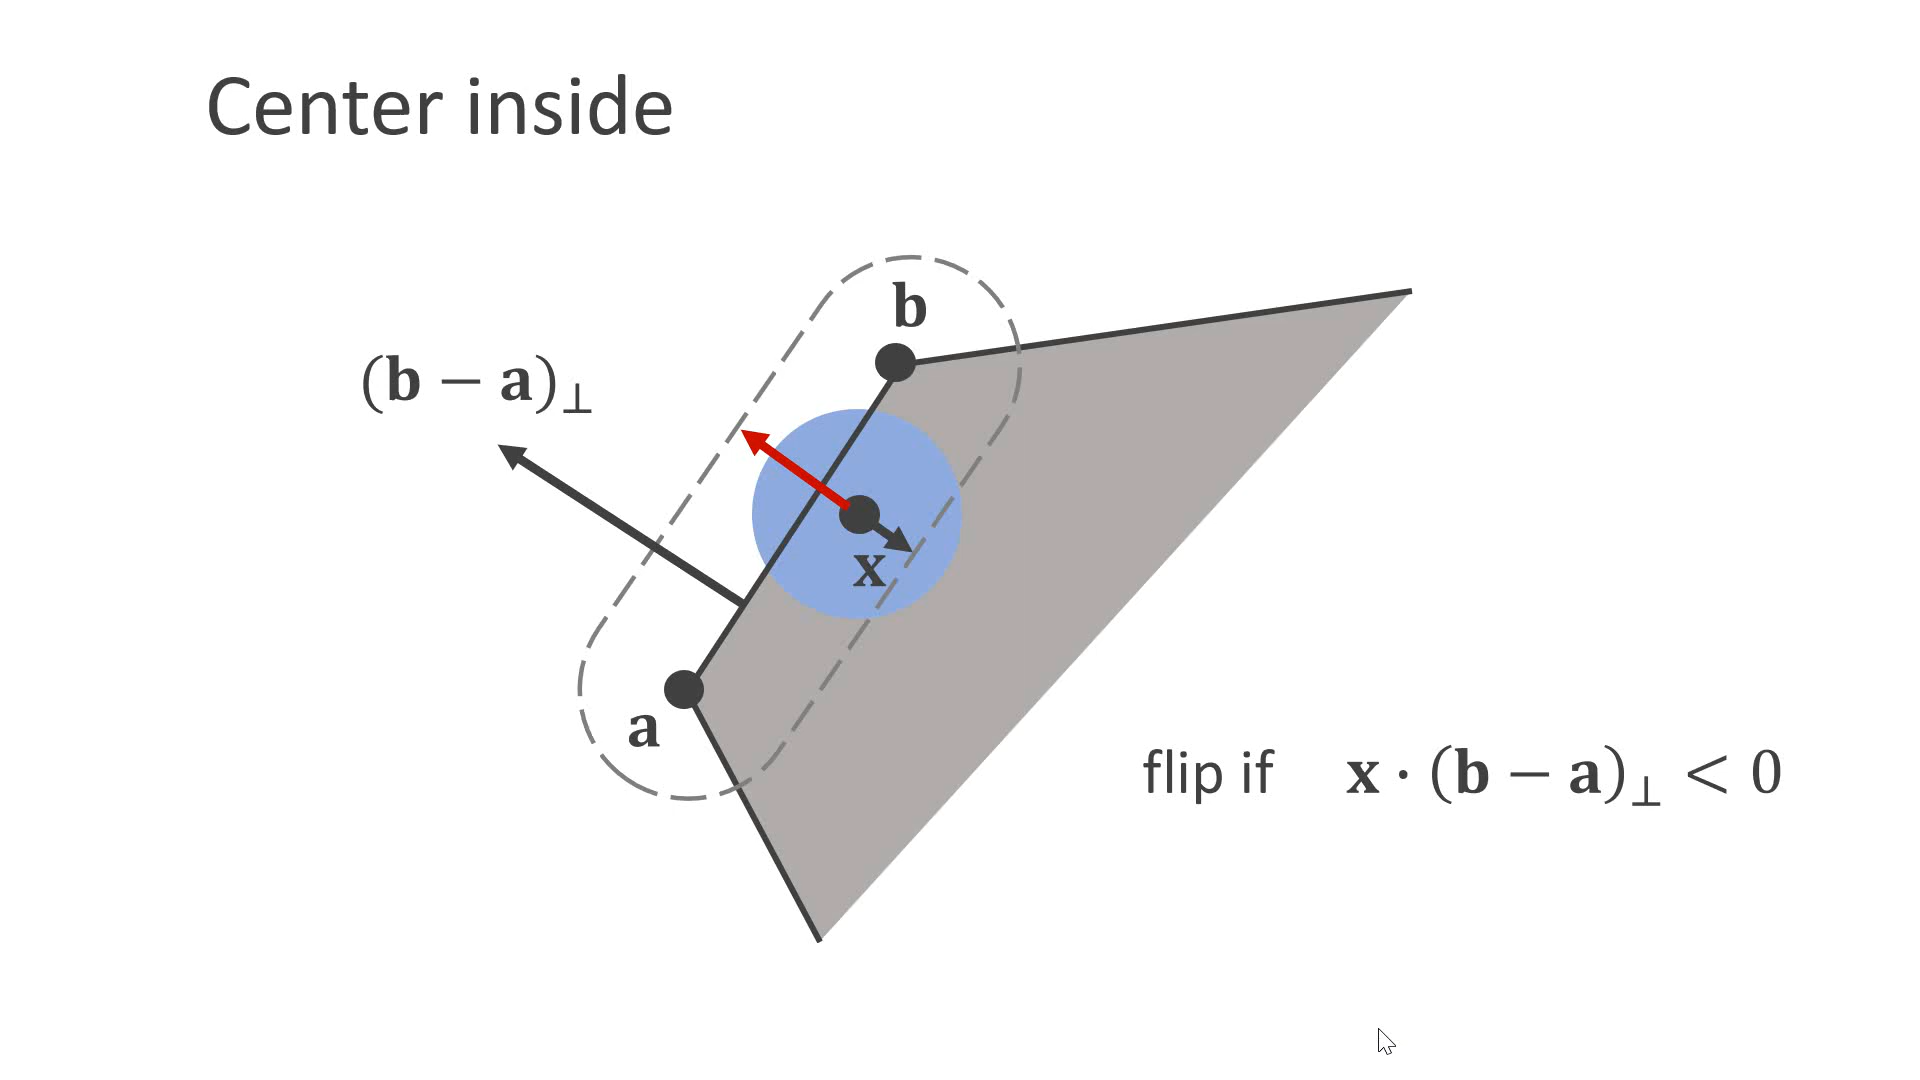 Center inside
b
(b − a)⊥
x
a
flip if x · (b − a)⊥ < 0